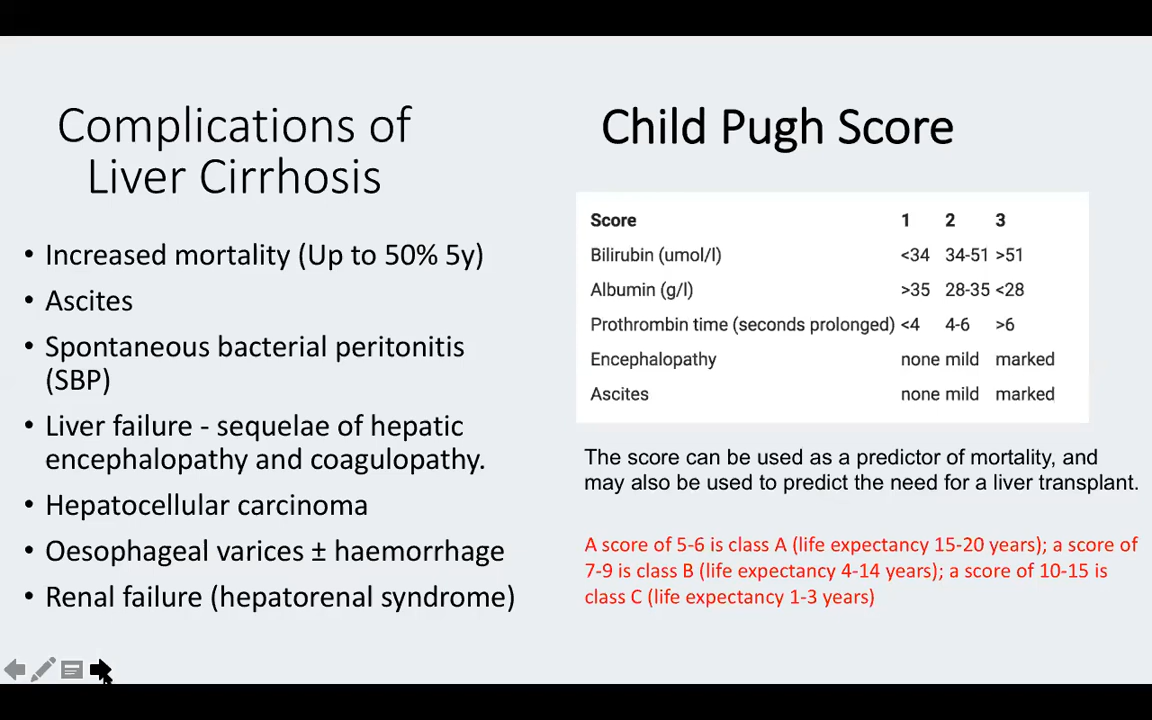 Complications of
Liver Cirrhosis
• Increased mortality (Up to 50% 5y)
• Ascites
• Spontaneous bacterial peritonitis
(SBP)
• Liver failure - sequelae of hepatic
encephalopathy and coagulopathy.
• Hepatocellular carcinoma
• Oesophageal varices ± haemorrhage
• Renal failure (hepatorenal syndrome)
Child Pugh Score
Score 1 2 3
Bilirubin (umol/l) <34 34-51 >51
Albumin (g/l) >35 28-35 <28
Prothrombin time (seconds prolonged) <4 4-6 >6
Encephalopathy none mild marked
Ascites none mild marked
The score can be used as a predictor of mortality, and
may also be used to predict the need for a liver transplant.
A score of 5-6 is class A (life expectancy 15-20 years); a score of
7-9 is class B (life expectancy 4-14 years); a score of 10-15 is
class C (life expectancy 1-3 years)